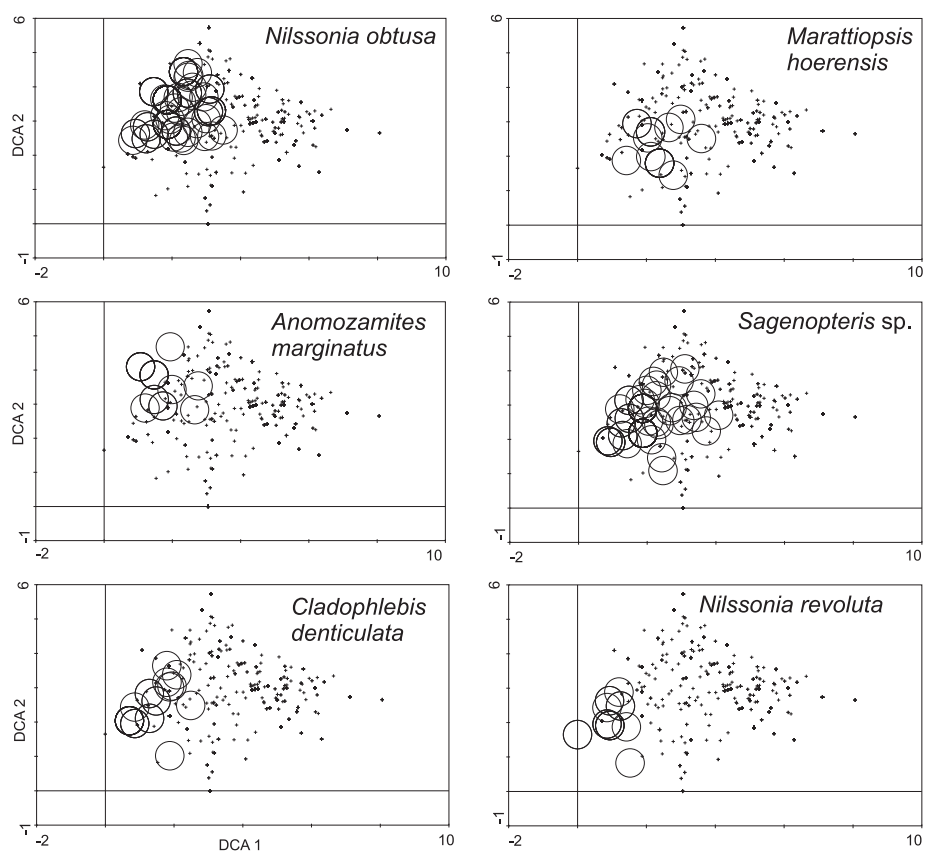 6
Nilssonia obtusa
DCA 2
-1
-2
10
6
Marattiopsis
hoerensis
-1
-2
10
6
Anomozamites
marginatus
DCA 2
-1
-2
10
6
Sagenopteris sp.
-1
-2
10
6
Cladophlebis
denticulata
DCA 2
-1
-2
DCA 1
10
6
Nilssonia revoluta
-1
-2
10